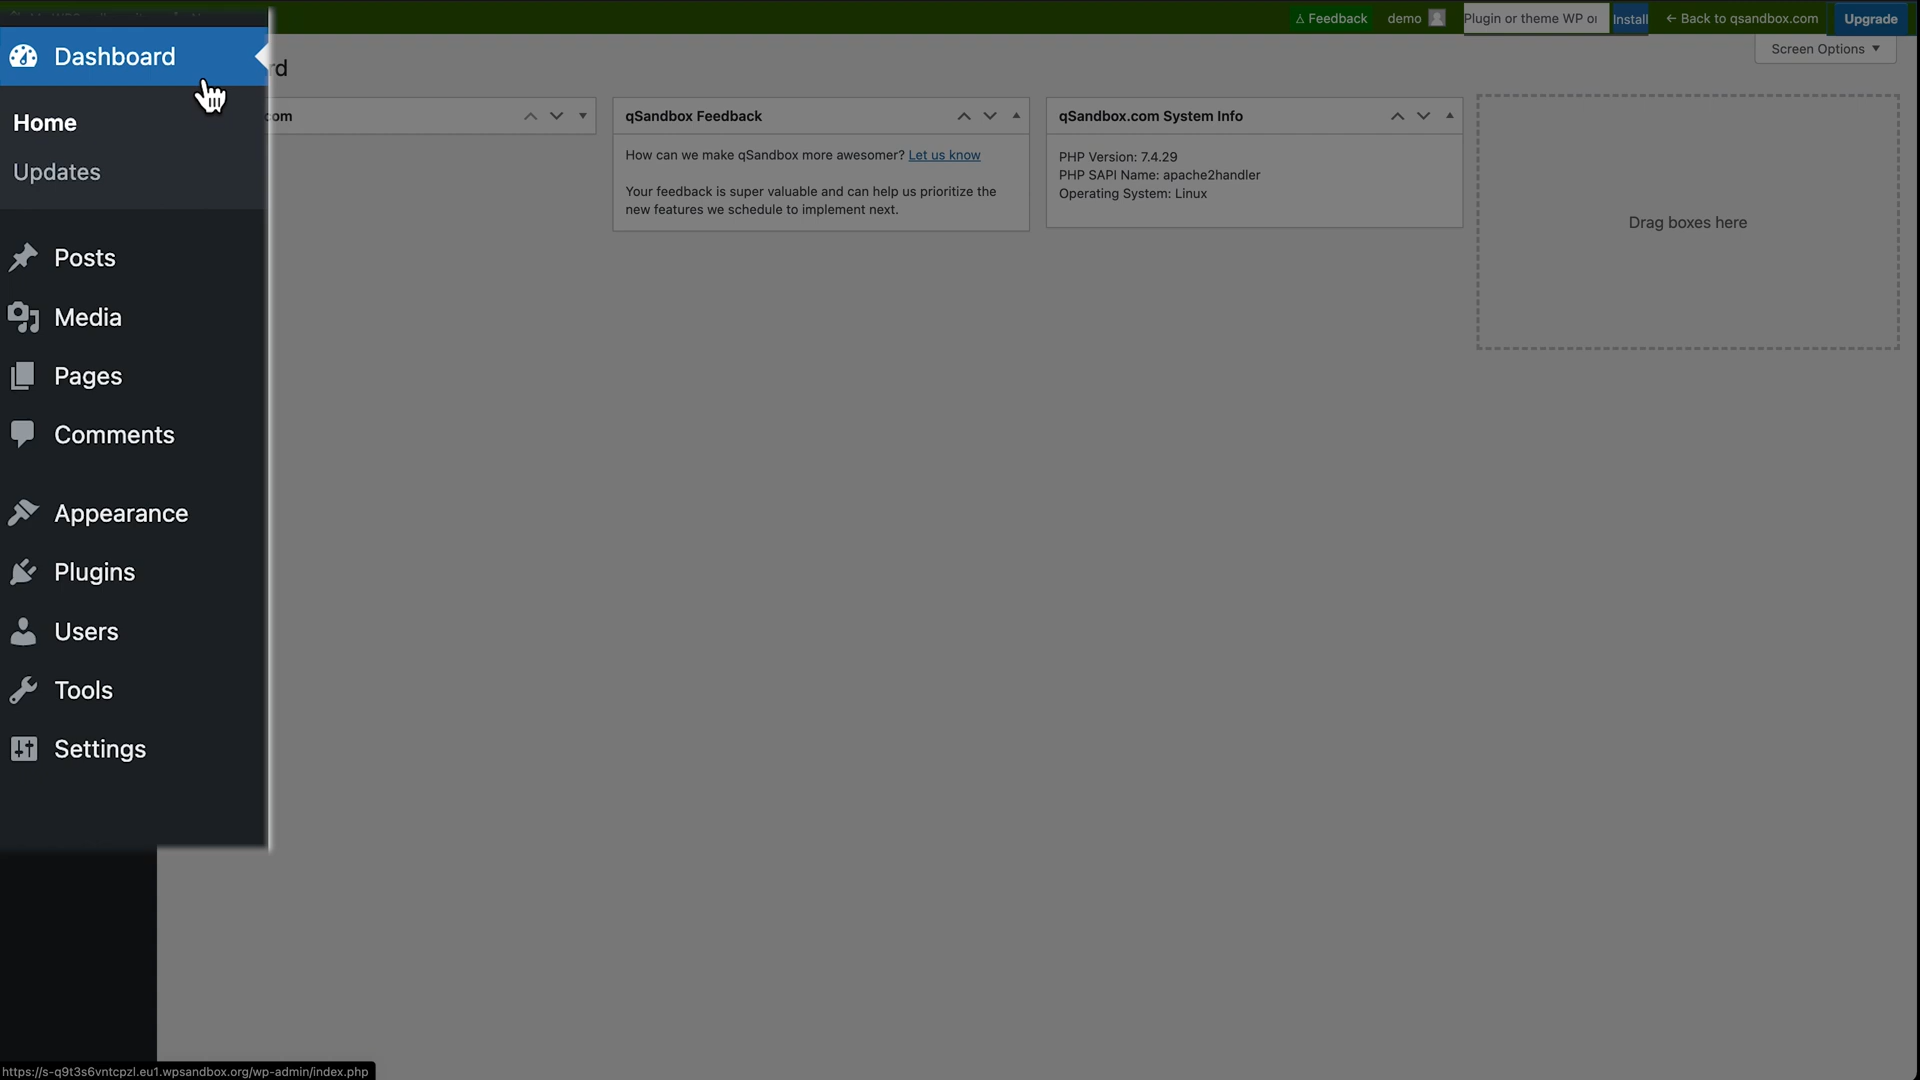 Feedback
demo
Plugin or theme WP or
Install
← Back to qsandbox.com
Upgrade
Screen Options ▼
Dashboard
rd
Home
Updates
Posts
Media
Pages
Comments
Appearance
Plugins
Users
Tools
Settings
com
qSandbox Feedback
How can we make qSandbox more awesomer? Let us know
Your feedback is super valuable and can help us prioritize the
new features we schedule to implement next.
qSandbox.com System Info
PHP Version: 7.4.29
PHP SAPI Name: apache2handler
Operating System: Linux
Drag boxes here
https://s-q9t3s6vntcpzl.eu1.wpsandbox.org/wp-admin/index.php